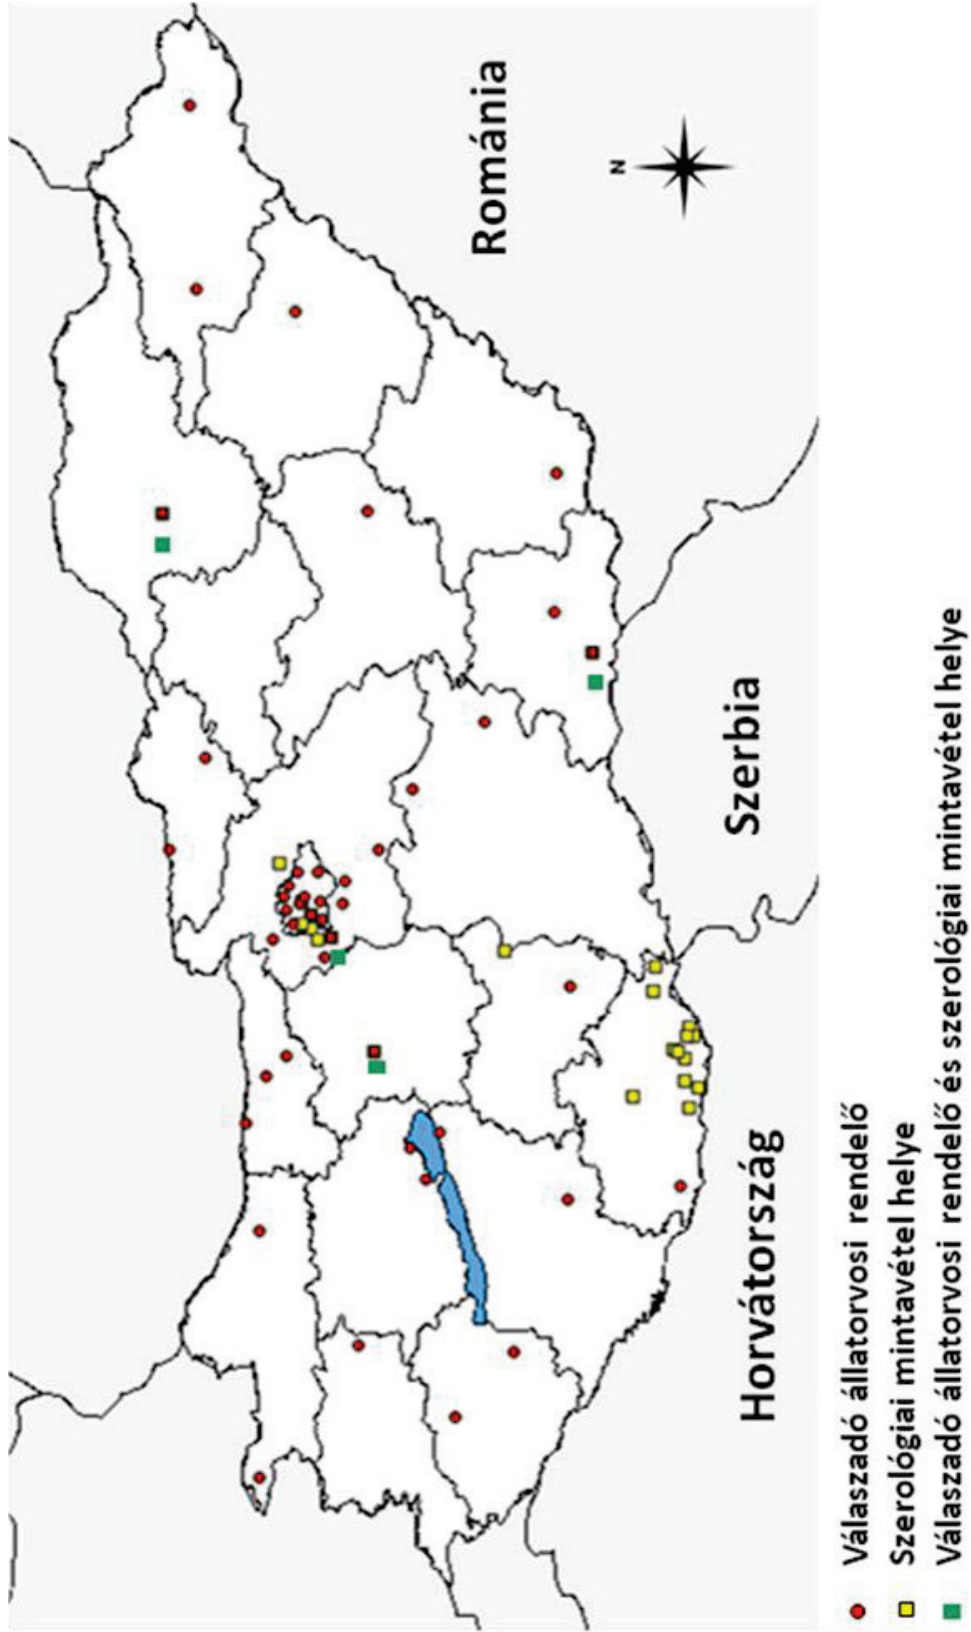 Románia
N
Szerbia
Horvátország
Válaszadó állatorvosi rendelő
Szerológiai mintavétel helye
Válaszadó állatorvosi rendelő és szerológiai mintavétel helye